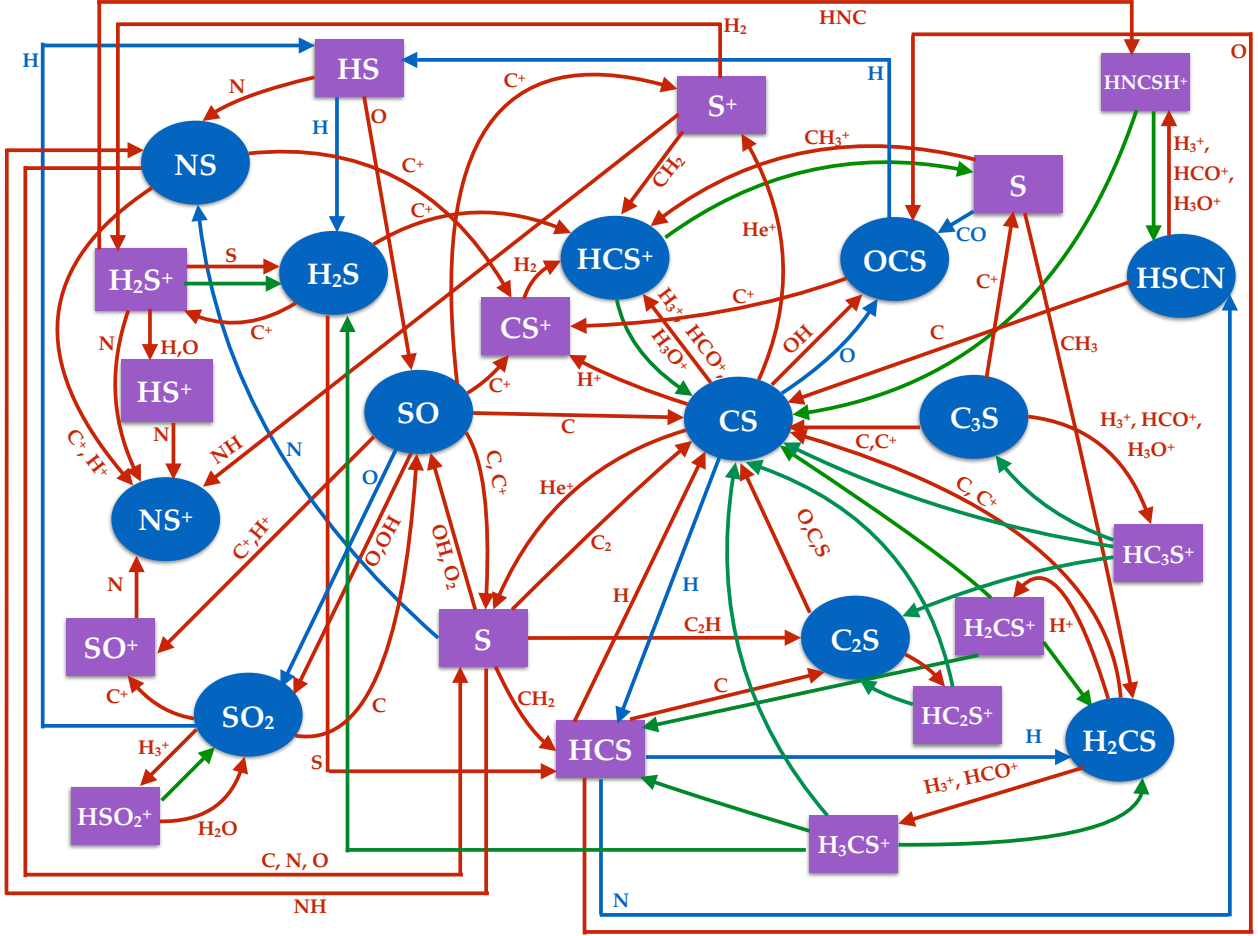 HNC
H₂
O
H
HS
H
HNCSH⁺
C⁺
S⁺
N
O
H
CH₃⁺
H₃⁺,
HCO⁺,
H₃O⁺
NS
C⁺
CH₂
S
C⁺
He⁺
CO
S
H₂S⁺
H₂S
H₂
HCS⁺
OCS
HSCN
C⁺
C⁺
C⁺
H₃⁺, HCO⁺,
H₃O⁺
CS⁺
N
H,O
OH
O
C
CH₃
HS⁺
C⁺
H⁺
SO
CS
C₃S
C
C,C⁺
H₃⁺, HCO⁺,
H₃O⁺
N
C⁺, H⁺
NH
N
O
C, C⁺
He⁺
C, C⁺
NS⁺
C⁺,H⁺
O,OH
OH, O₂
C₂
O,C,S
HC₃S⁺
N
H
H
SO⁺
S
C₂H
C₂S
H₂CS⁺
H⁺
C⁺
SO₂
C
CH₂
C
HC₂S⁺
H₃⁺
S
HCS
H
H₂CS
H₃⁺, HCO⁺
HSO₂⁺
H₂O
H₃CS⁺
C, N, O
NH
N